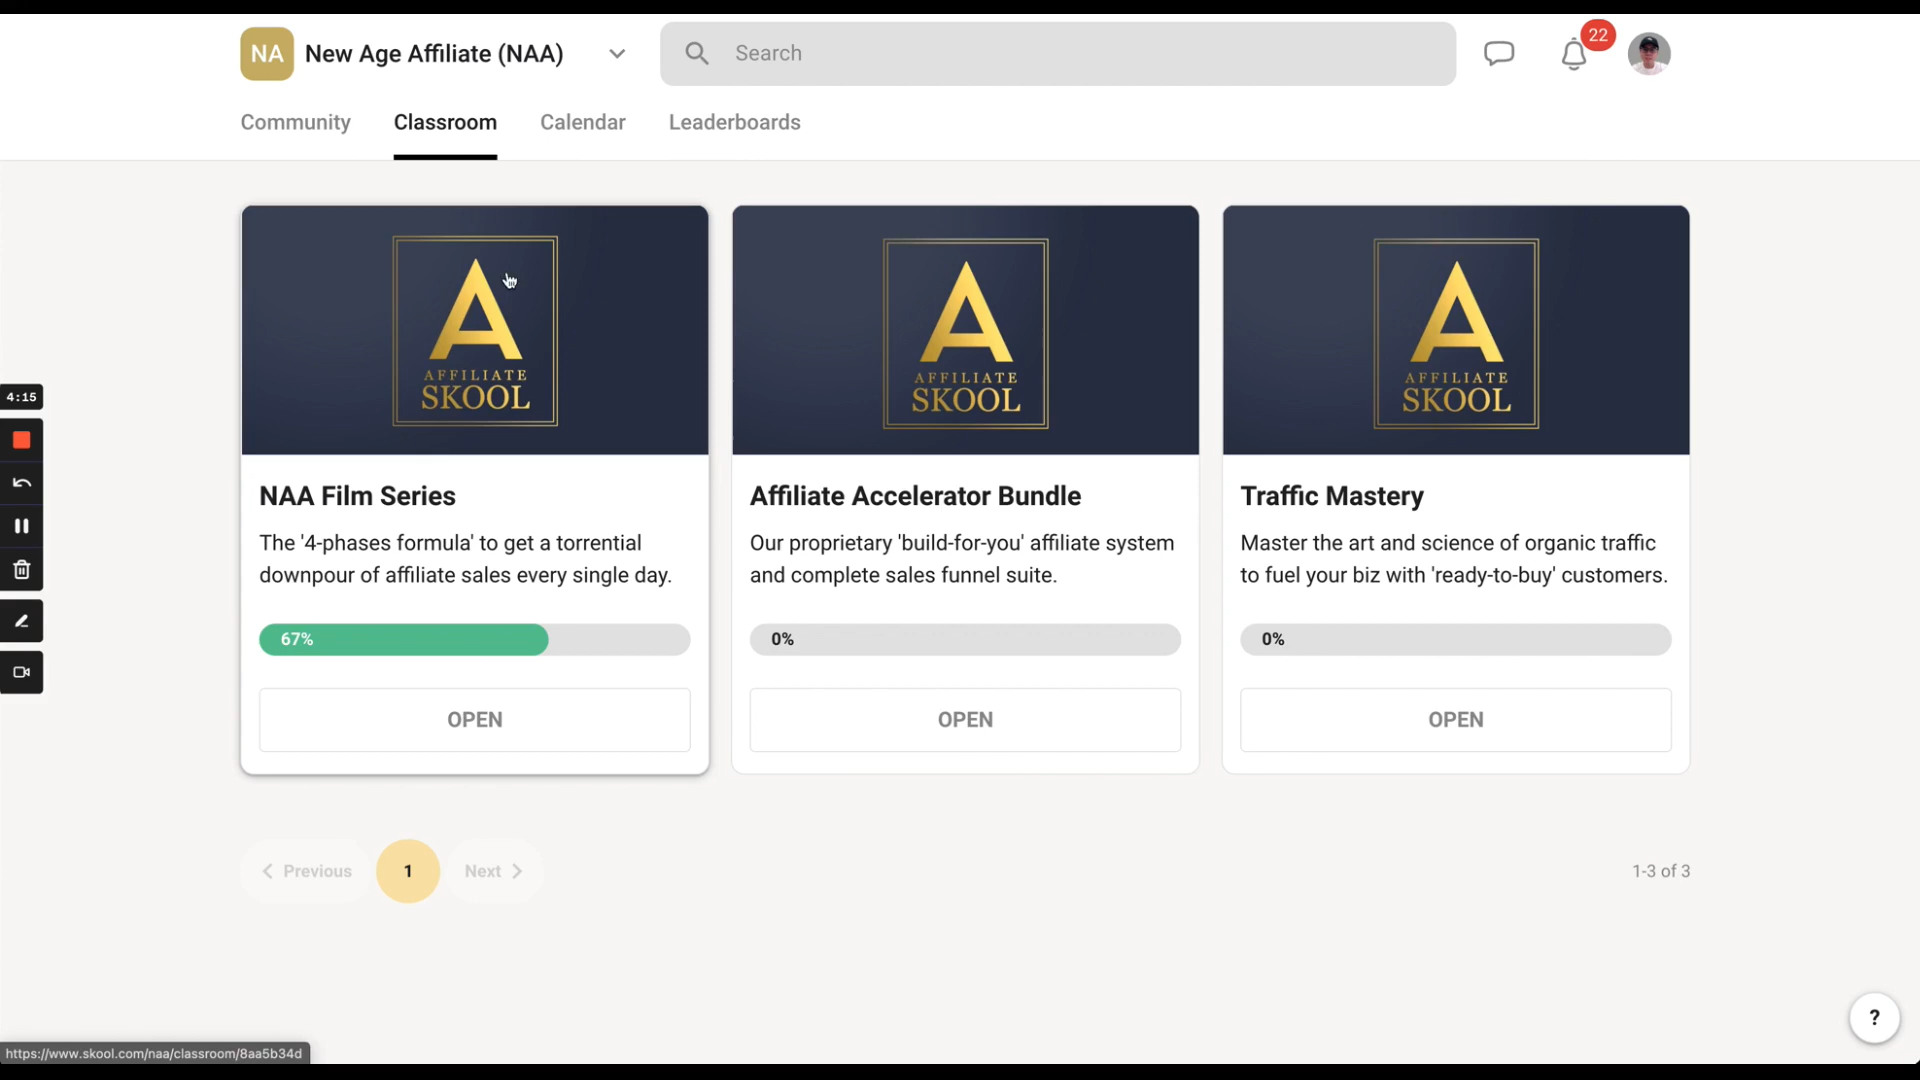 NA New Age Affiliate (NAA)
Search
22
Community Classroom Calendar Leaderboards
A
AFFILIATE
SKOOL
A
AFFILIATE
SKOOL
A
AFFILIATE
SKOOL
4:15
NAA Film Series
The '4-phases formula' to get a torrential
downpour of affiliate sales every single day.
67%
OPEN
Affiliate Accelerator Bundle
Our proprietary 'build-for-you' affiliate system
and complete sales funnel suite.
0%
OPEN
Traffic Mastery
Master the art and science of organic traffic
to fuel your biz with 'ready-to-buy' customers.
0%
OPEN
Previous 1 Next
1-3 of 3
?
https://www.skool.com/naa/classroom/8aa5b34d